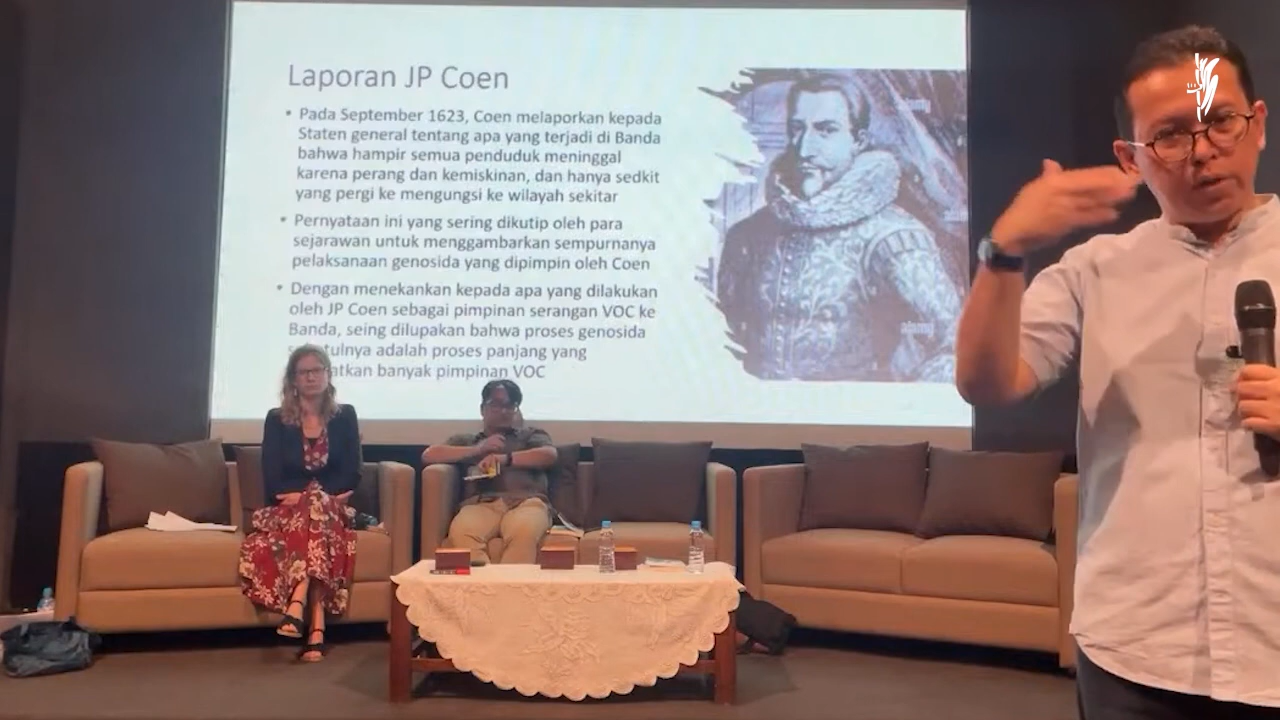 Laporan JP Coen
• Pada September 1623, Coen melaporkan kepada
Staten general tentang apa yang terjadi di Banda
bahwa hampir semua penduduk meninggal
karena perang dan kemiskinan, dan hanya sedkit
yang pergi ke mengungsi ke wilayah sekitar
• Pernyataan ini yang sering dikutip oleh para
sejarawan untuk menggambarkan sempurnanya
pelaksanaan genosida yang dipimpin oleh Coen
• Dengan menekankan kepada apa yang dilakukan
oleh JP Coen sebagai pimpinan serangan VOC ke
Banda, seing dilupakan bahwa proses genosida
adalah proses panjang yang
banyak pimpinan VOC
alamy
alamy